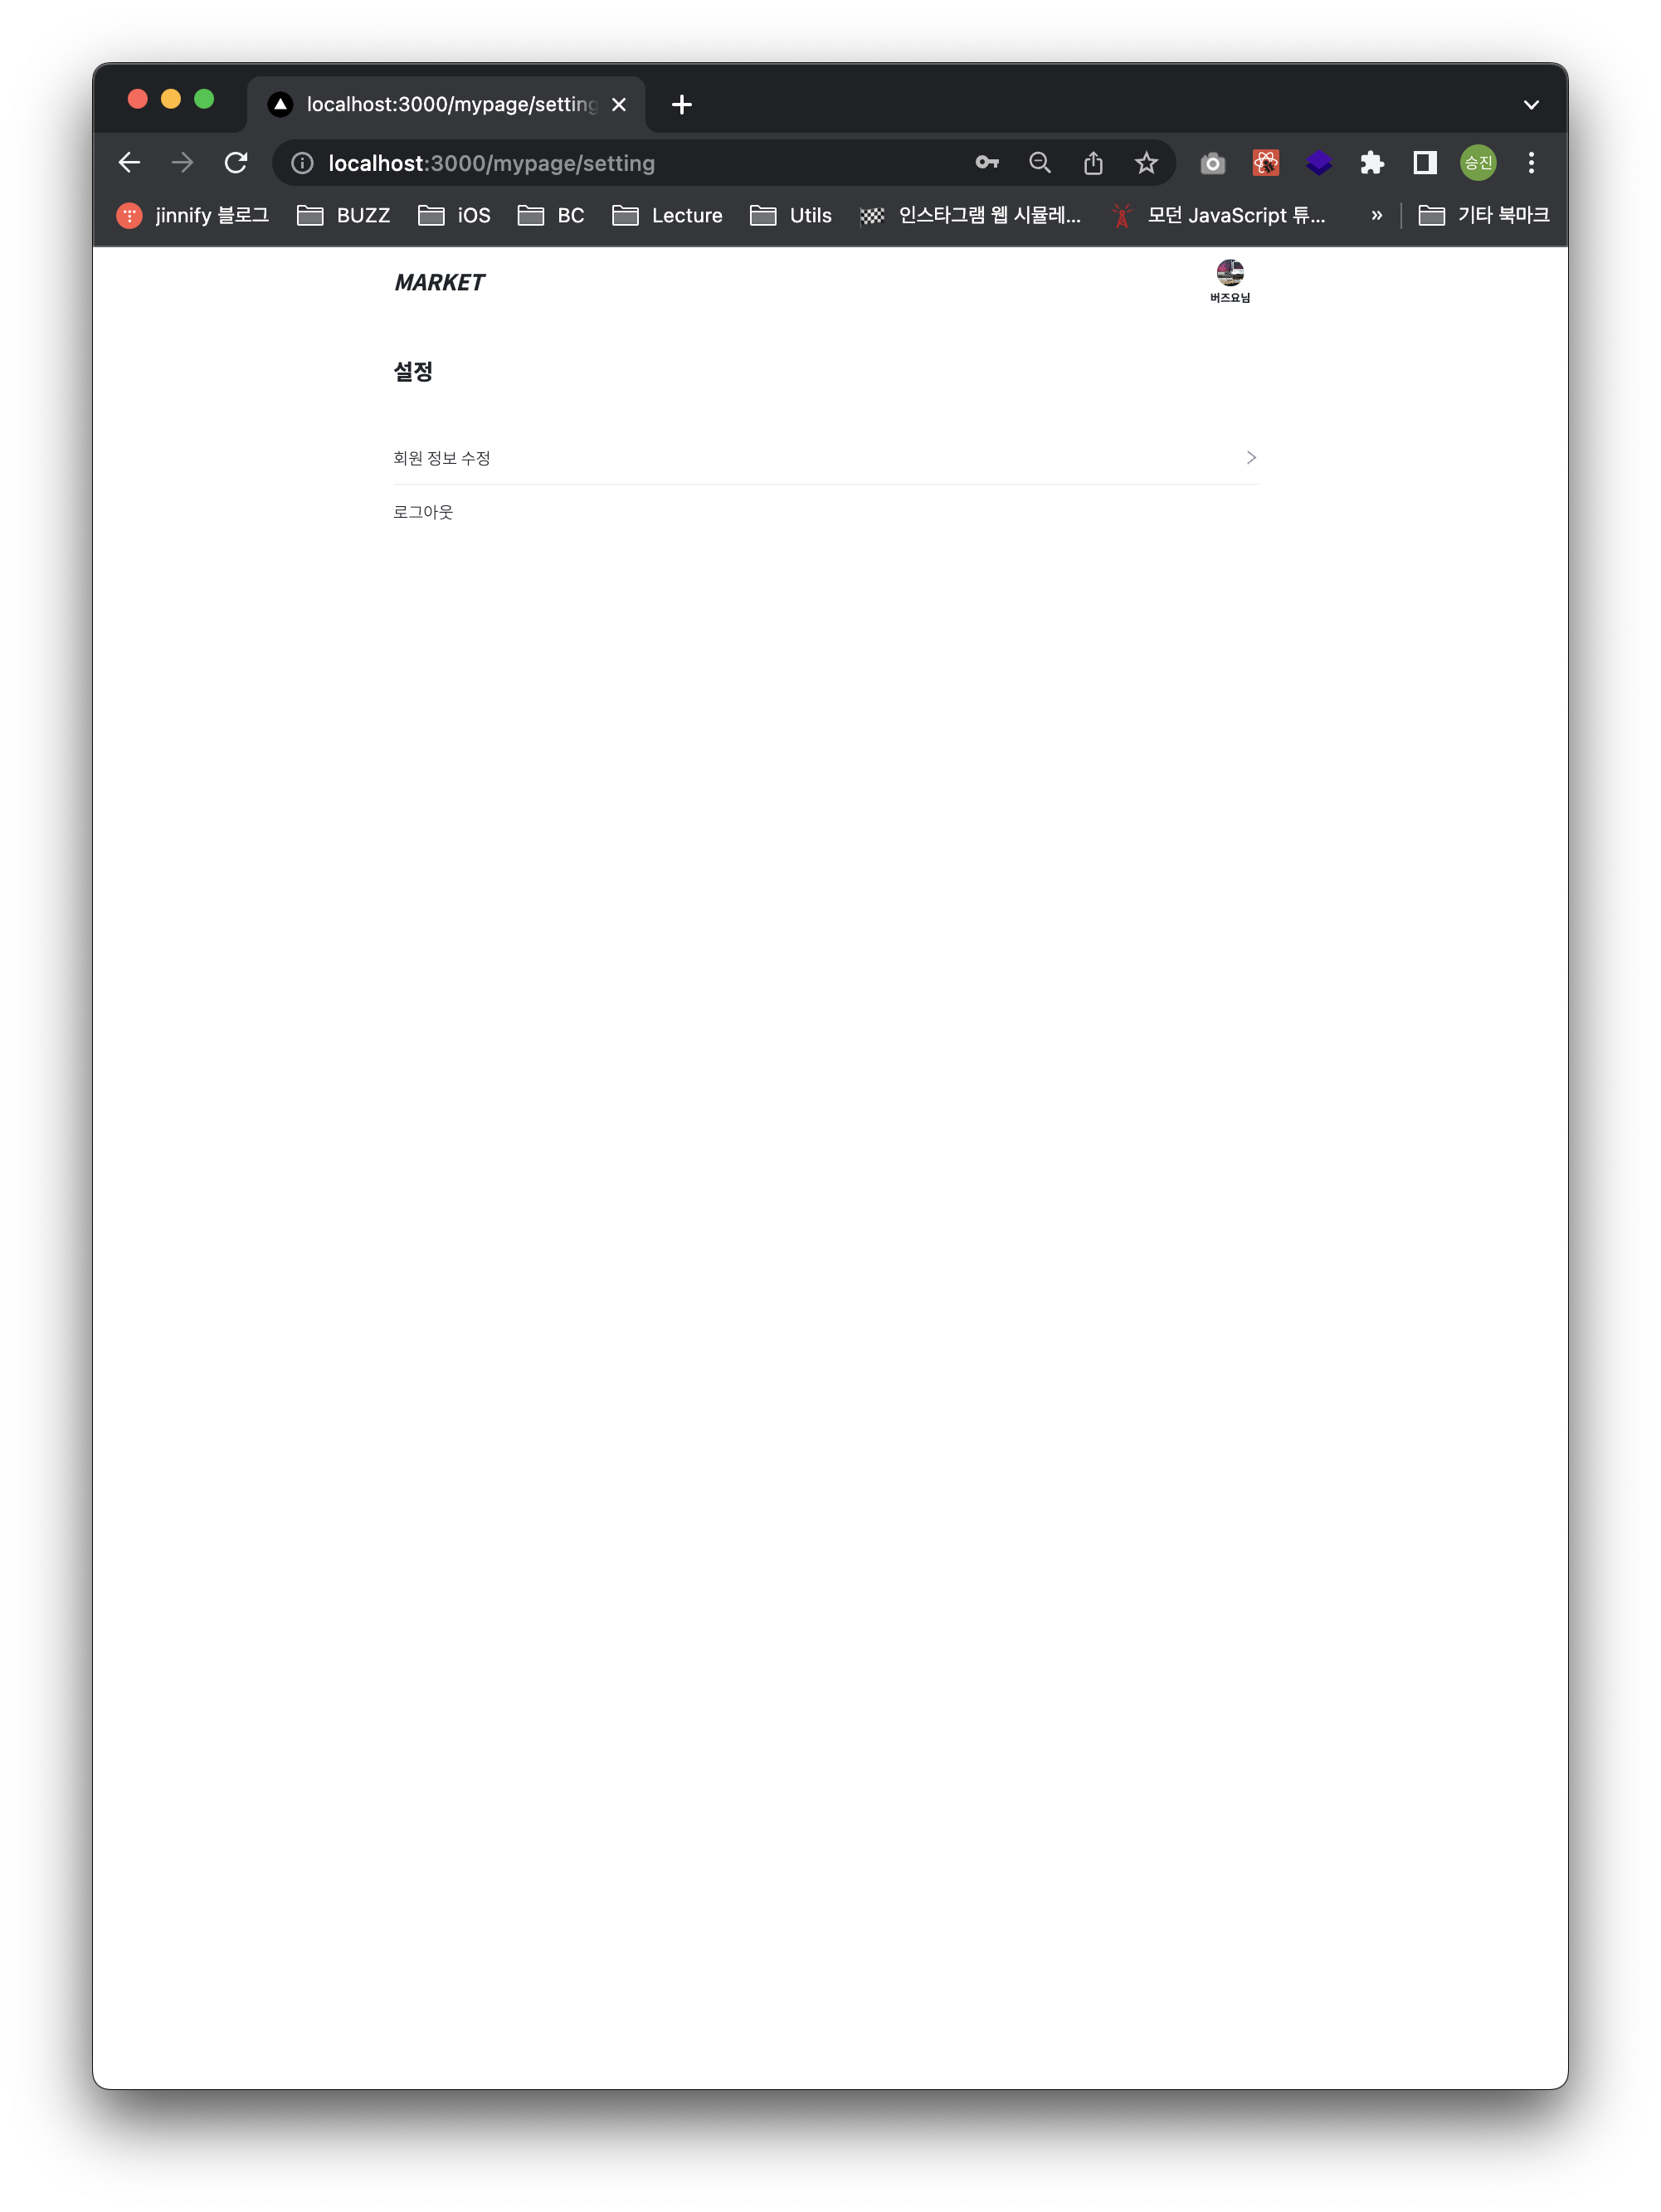 localhost:3000/mypage/setting
localhost:3000/mypage/setting
승진
jinnify 블로그 BUZZ iOS BC Lecture Utils 인스타그램 웹 시뮬레... 모던 JavaScript 튜... » 기타 북마크
MARKET
버즈요님
설정
회원 정보 수정
로그아웃